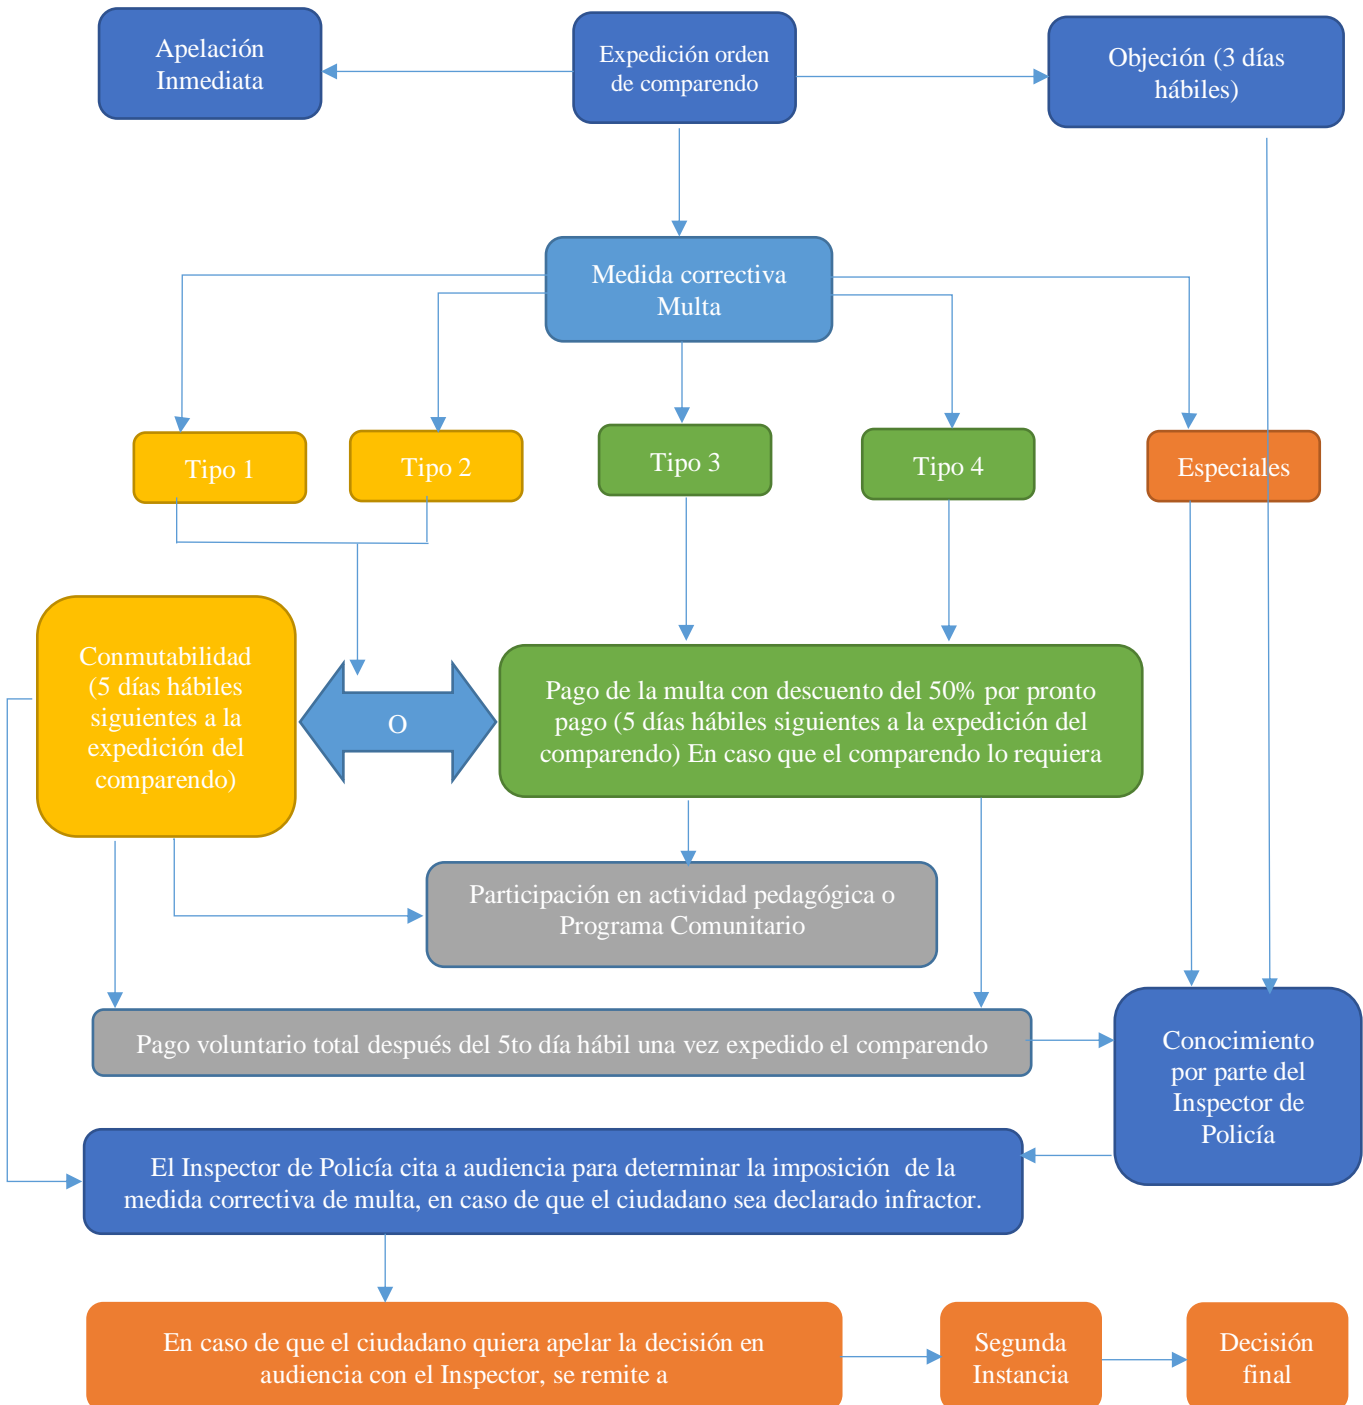 Apelación
Inmediata
Expedición orden
de comparendo
Objeción (3 días
hábiles)
Medida correctiva
Multa
Tipo 1
Tipo 2
Tipo 3
Tipo 4
Especiales
Conmutabilidad
(5 días hábiles
siguientes a la
expedición del
comparendo)
O
Pago de la multa con descuento del 50% por pronto
pago (5 días hábiles siguientes a la expedición del
comparendo) En caso que el comparendo lo requiera
Participación en actividad pedagógica o
Programa Comunitario
Pago voluntario total después del 5to día hábil una vez expedido el comparendo
Conocimiento
por parte del
Inspector de
Policía
El Inspector de Policía cita a audiencia para determinar la imposición de la
medida correctiva de multa, en caso de que el ciudadano sea declarado infractor.
En caso de que el ciudadano quiera apelar la decisión en
audiencia con el Inspector, se remite a
Segunda
Instancia
Decisión
final